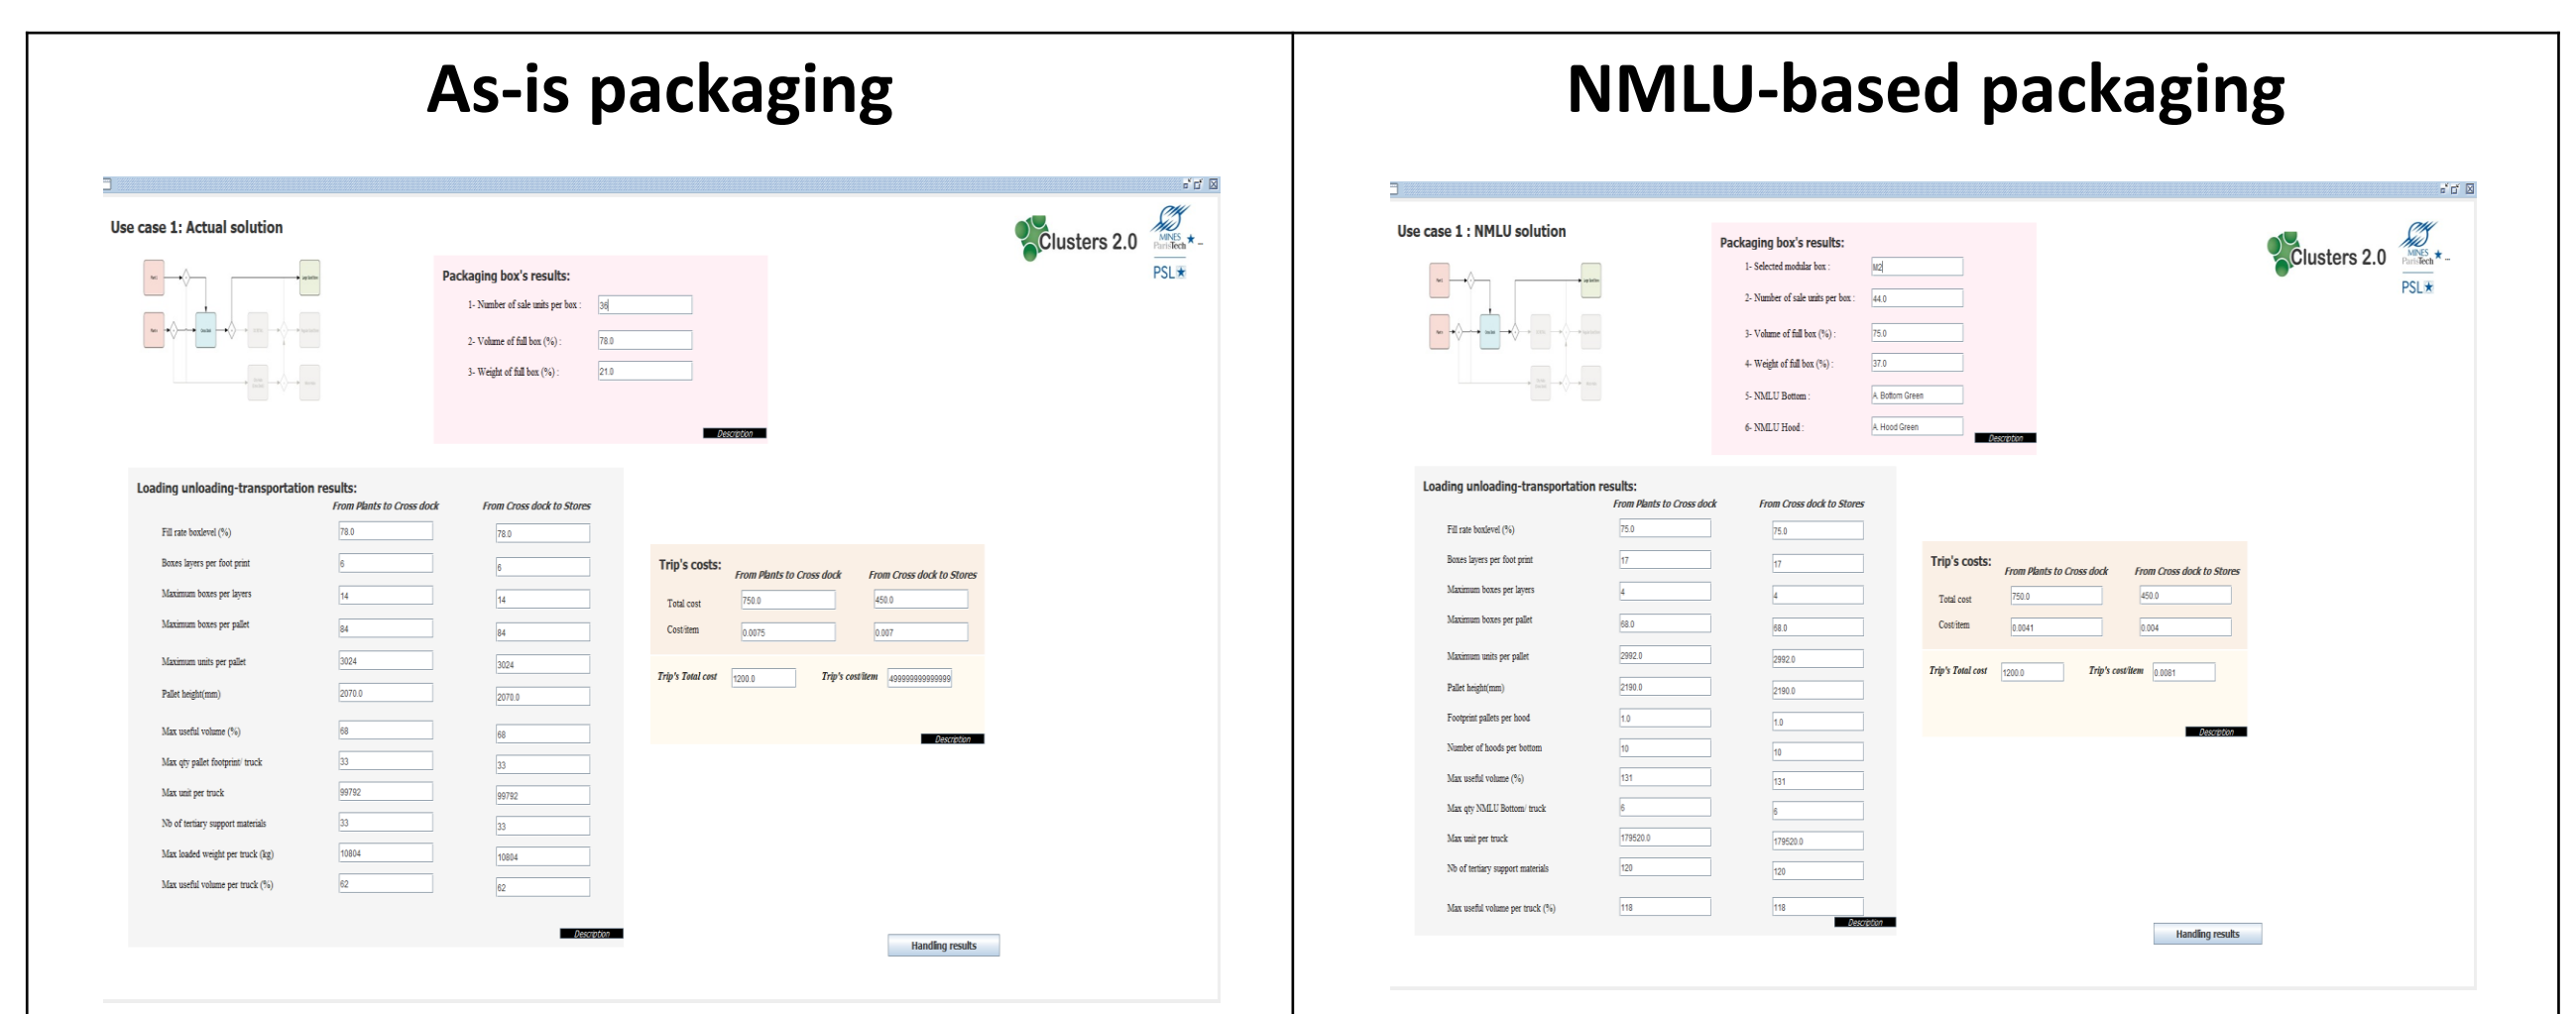 As-is packaging
Use case 1: Actual solution
Clusters 2.0
MINES
ParisTech
PSL★
Packaging box's results:
1- Number of sale units per box : 36
2- Volume of full box (%) : 78.0
3- Weight of full box (%) : 21.0
Description
Loading unloading-transportation results:
From Plants to Cross dock From Cross dock to Stores
Fill rate boxlevel (%) 78.0 78.0
Boxes layers per foot print 6 6
Maximum boxes per layers 14 14
Maximum boxes per pallet 84 84
Maximum units per pallet 3024 3024
Pallet height(mm) 2070.0 2070.0
Max useful volume (%) 68 68
Max qty pallet footprint/ truck 33 33
Max unit per truck 99792 99792
Nb of tertiary support materials 33 33
Max loaded weight per truck (kg) 10804 10804
Max useful volume per truck (%) 62 62
Description
Trip's costs:
From Plants to Cross dock From Cross dock to Stores
Total cost 750.0 450.0
Cost/item 0.0075 0.007
Trip's Total cost 1200.0 Trip's cost/item 499999999999999
Description
Handling results
NMLU-based packaging
Use case 1 : NMLU solution
Clusters 2.0
MINES
ParisTech
PSL★
Packaging box's results:
1- Selected modular box : M2
2- Number of sale units per box : 44.0
3- Volume of full box (%) : 75.0
4- Weight of full box (%) : 37.0
5- NMLU Bottom : A. Bottom Green
6- NMLU Hood : A. Hood Green
Description
Loading unloading-transportation results:
From Plants to Cross dock From Cross dock to Stores
Fill rate boxlevel (%) 75.0 75.0
Boxes layers per foot print 17 17
Maximum boxes per layers 4 4
Maximum boxes per pallet 68.0 68.0
Maximum units per pallet 2992.0 2992.0
Pallet height(mm) 2190.0 2190.0
Footprint pallets per hood 1.0 1.0
Number of hoods per bottom 10 10
Max useful volume (%) 131 131
Max qty NMLU Bottom/ truck 6 6
Max unit per truck 179520.0 179520.0
Nb of tertiary support materials 120 120
Max useful volume per truck (%) 118 118
Description
Trip's costs:
From Plants to Cross dock From Cross dock to Stores
Total cost 750.0 450.0
Cost/item 0.0041 0.004
Trip's Total cost 1200.0 Trip's cost/item 0.0081
Description
Handling results